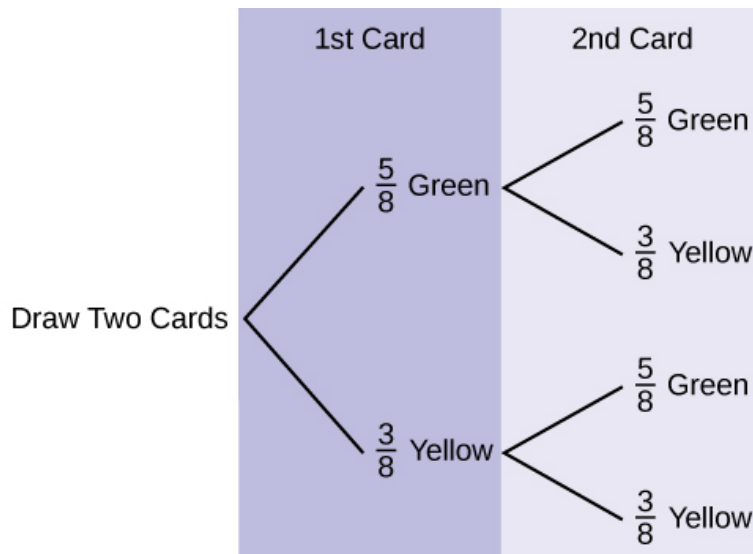 1st Card
2nd Card
5/8 Green
5/8 Green
3/8 Yellow
Draw Two Cards
3/8 Yellow
5/8 Green
3/8 Yellow